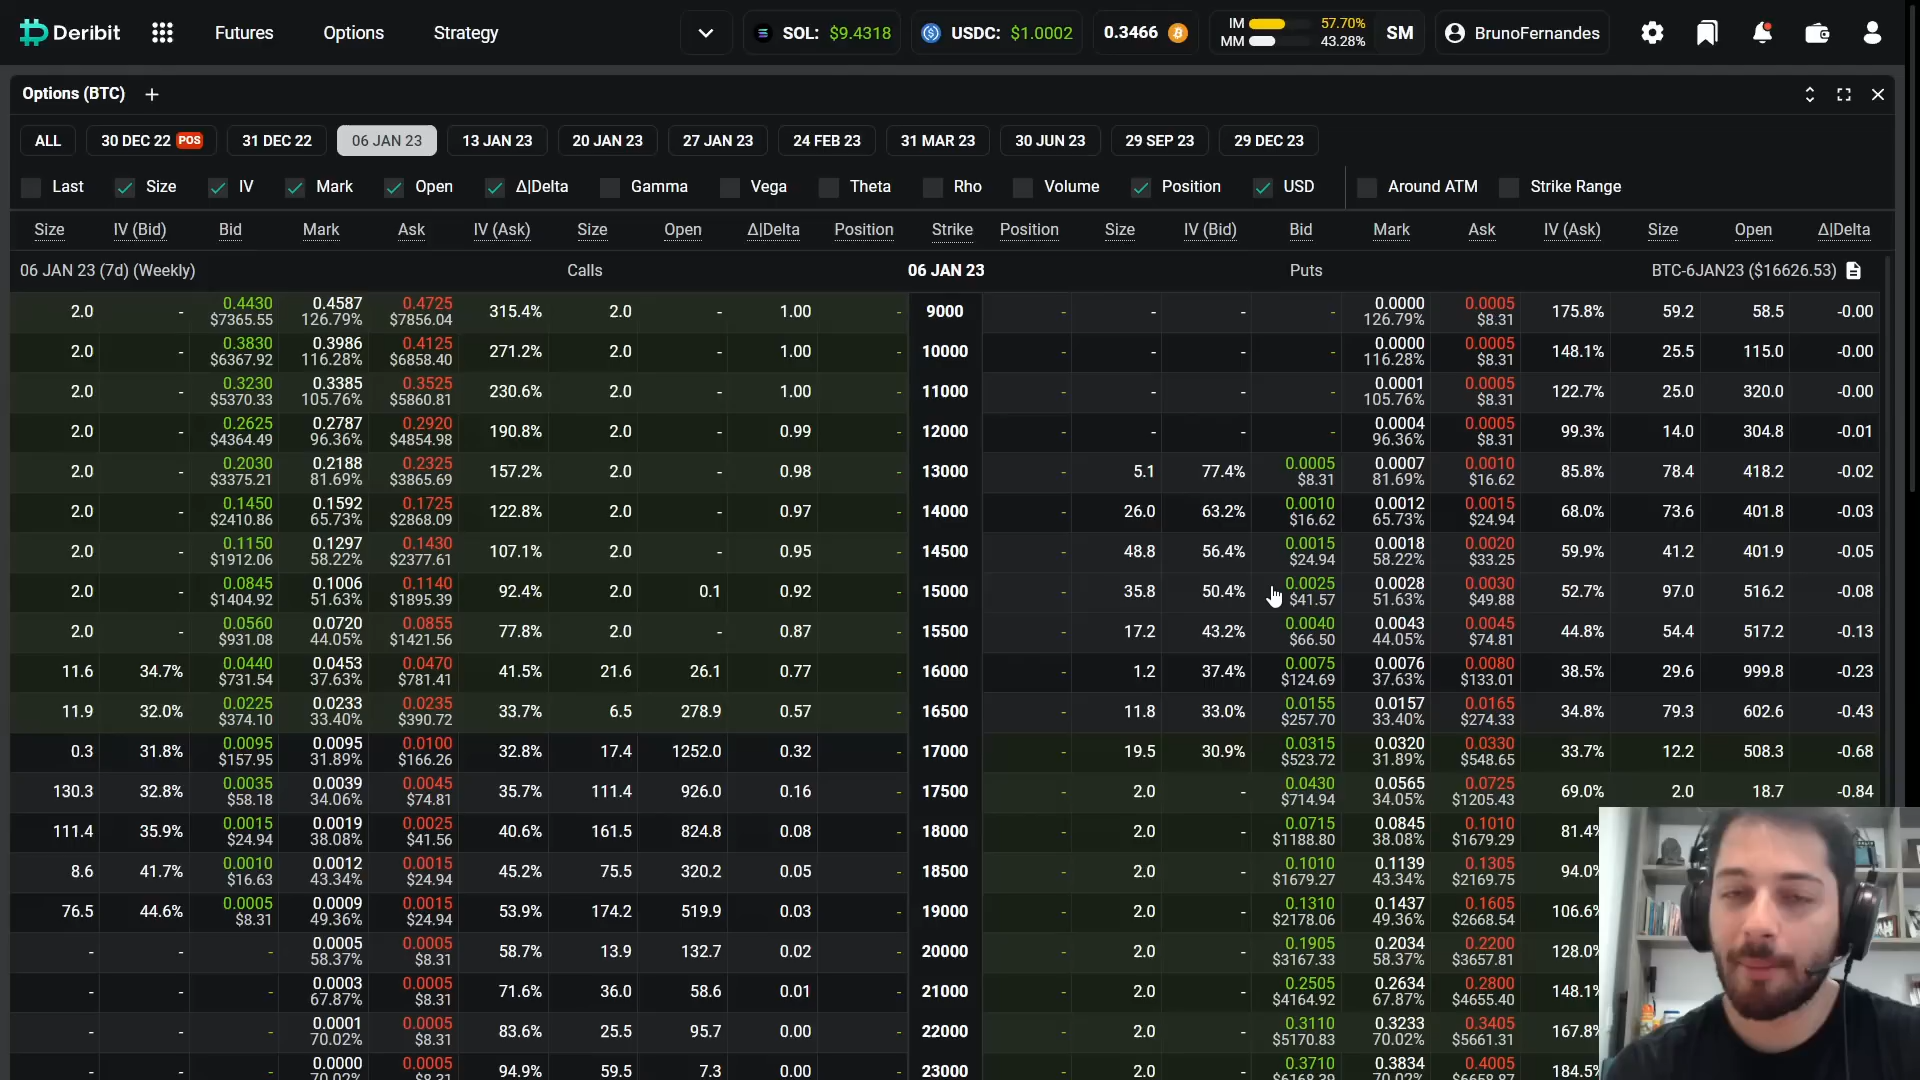 Deribit Futures Options Strategy SOL: $9.4318 USDC: $1.0002 0.3466 IM 57.70% MM 43.28% SM BrunoFernandes
Options (BTC) +
ALL 30 DEC 22 POS 31 DEC 22 06 JAN 23 13 JAN 23 20 JAN 23 27 JAN 23 24 FEB 23 31 MAR 23 30 JUN 23 29 SEP 23 29 DEC 23
Last Size IV Mark Open Δ|Delta Gamma Vega Theta Rho Volume Position USD Around ATM Strike Range
Size IV (Bid) Bid Mark Ask IV (Ask) Size Open Δ|Delta Position Strike Position Size IV (Bid) Bid Mark Ask IV (Ask) Size Open Δ|Delta
06 JAN 23 (7d) (Weekly) Calls 06 JAN 23 Puts BTC-6JAN23 ($16626.53)
2.0 - 0.4430 0.4587 0.4725 315.4% 2.0 - 1.00 - 9000 - - - - 0.0000 0.0005 175.8% 59.2 58.5 -0.00
$7365.55 126.79% $7856.04 126.79% $8.31
2.0 - 0.3830 0.3986 0.4125 271.2% 2.0 - 1.00 - 10000 - - - - 0.0000 0.0005 148.1% 25.5 115.0 -0.00
$6367.92 116.28% $6858.40 116.28% $8.31
2.0 - 0.3230 0.3385 0.3525 230.6% 2.0 - 1.00 - 11000 - - - - 0.0001 0.0005 122.7% 25.0 320.0 -0.00
$5370.33 105.76% $5860.81 105.76% $8.31
2.0 - 0.2625 0.2787 0.2920 190.8% 2.0 - 0.99 - 12000 - - - - 0.0004 0.0005 99.3% 14.0 304.8 -0.01
$4364.49 96.36% $4854.98 96.36% $8.31
2.0 - 0.2030 0.2188 0.2325 157.2% 2.0 - 0.98 - 13000 - 5.1 77.4% 0.0005 0.0007 0.0010 85.8% 78.4 418.2 -0.02
$3375.21 81.69% $3865.69 $8.31 81.69% $16.62
2.0 - 0.1450 0.1592 0.1725 122.8% 2.0 - 0.97 - 14000 - 26.0 63.2% 0.0010 0.0012 0.0015 68.0% 73.6 401.8 -0.03
$2410.86 65.73% $2868.09 $16.62 65.73% $24.94
2.0 - 0.1150 0.1297 0.1430 107.1% 2.0 - 0.95 - 14500 - 48.8 56.4% 0.0015 0.0018 0.0020 59.9% 41.2 401.9 -0.05
$1912.06 58.22% $2377.61 $24.94 58.22% $33.25
2.0 - 0.0845 0.1006 0.1140 92.4% 2.0 0.1 0.92 - 15000 - 35.8 50.4% 0.0025 0.0028 0.0030 52.7% 97.0 516.2 -0.08
$1404.92 51.63% $1895.39 $41.57 51.63% $49.88
2.0 - 0.0560 0.0720 0.0855 77.8% 2.0 - 0.87 - 15500 - 17.2 43.2% 0.0040 0.0043 0.0045 44.8% 54.4 517.2 -0.13
$931.08 44.05% $1421.56 $66.50 44.05% $74.81
11.6 34.7% 0.0440 0.0453 0.0470 41.5% 21.6 26.1 0.77 - 16000 - 1.2 37.4% 0.0075 0.0076 0.0080 38.5% 29.6 999.8 -0.23
$731.54 37.63% $781.41 $124.69 37.63% $133.01
11.9 32.0% 0.0225 0.0233 0.0235 33.7% 6.5 278.9 0.57 - 16500 - 11.8 33.0% 0.0155 0.0157 0.0165 34.8% 79.3 602.6 -0.43
$374.10 33.40% $390.72 $257.70 33.40% $274.33
0.3 31.8% 0.0095 0.0095 0.0100 32.8% 17.4 1252.0 0.32 - 17000 - 19.5 30.9% 0.0315 0.0320 0.0330 33.7% 12.2 508.3 -0.68
$157.95 31.89% $166.26 $523.72 31.89% $548.65
130.3 32.8% 0.0035 0.0039 0.0045 35.7% 111.4 926.0 0.16 - 17500 - 2.0 - 0.0430 0.0565 0.0725 69.0% 2.0 18.7 -0.84
$58.18 34.06% $74.81 $714.94 34.05% $1205.43
111.4 35.9% 0.0015 0.0019 0.0025 40.6% 161.5 824.8 0.08 - 18000 - 2.0 - 0.0715 0.0845 0.1010 81.4%
$24.94 38.08% $41.56 $1188.80 38.08% $1679.29
8.6 41.7% 0.0010 0.0012 0.0015 45.2% 75.5 320.2 0.05 - 18500 - 2.0 - 0.1010 0.1139 0.1305 94.0%
$16.63 43.34% $24.94 $1679.27 43.34% $2169.75
76.5 44.6% 0.0005 0.0009 0.0015 53.9% 174.2 519.9 0.03 - 19000 - 2.0 - 0.1310 0.1437 0.1605 106.6%
$8.31 49.36% $24.94 $2178.06 49.36% $2668.54
- - - 0.0005 0.0005 58.7% 13.9 132.7 0.02 - 20000 - 2.0 - 0.1905 0.2034 0.2200 128.0%
58.37% $8.31 $3167.33 58.37% $3657.81
- - - 0.0003 0.0005 71.6% 36.0 58.6 0.01 - 21000 - 2.0 - 0.2505 0.2634 0.2800 148.1%
67.87% $8.31 $4164.92 67.87% $4655.40
- - - 0.0001 0.0005 83.6% 25.5 95.7 0.00 - 22000 - 2.0 - 0.3110 0.3233 0.3405 167.8%
70.02% $8.31 $5170.83 70.02% $5661.31
- - - 0.0000 0.0005 94.9% 59.5 7.3 0.00 - 23000 - 2.0 - 0.3710 0.3834 0.4005 184.5%